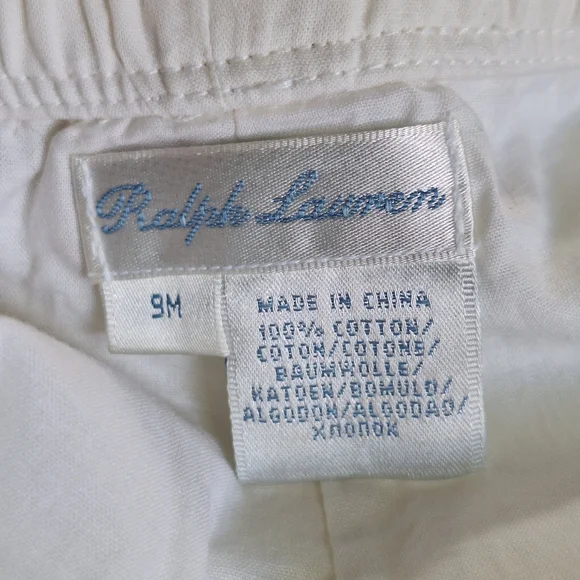 Ralph Lauren
9M
MADE IN CHINA
100% COTTON/
COTON/COTONE/
BAUMWOLLE/
KATOEN/BOMULD/
ALGODON/ALGODAO/
ХЛОПОК